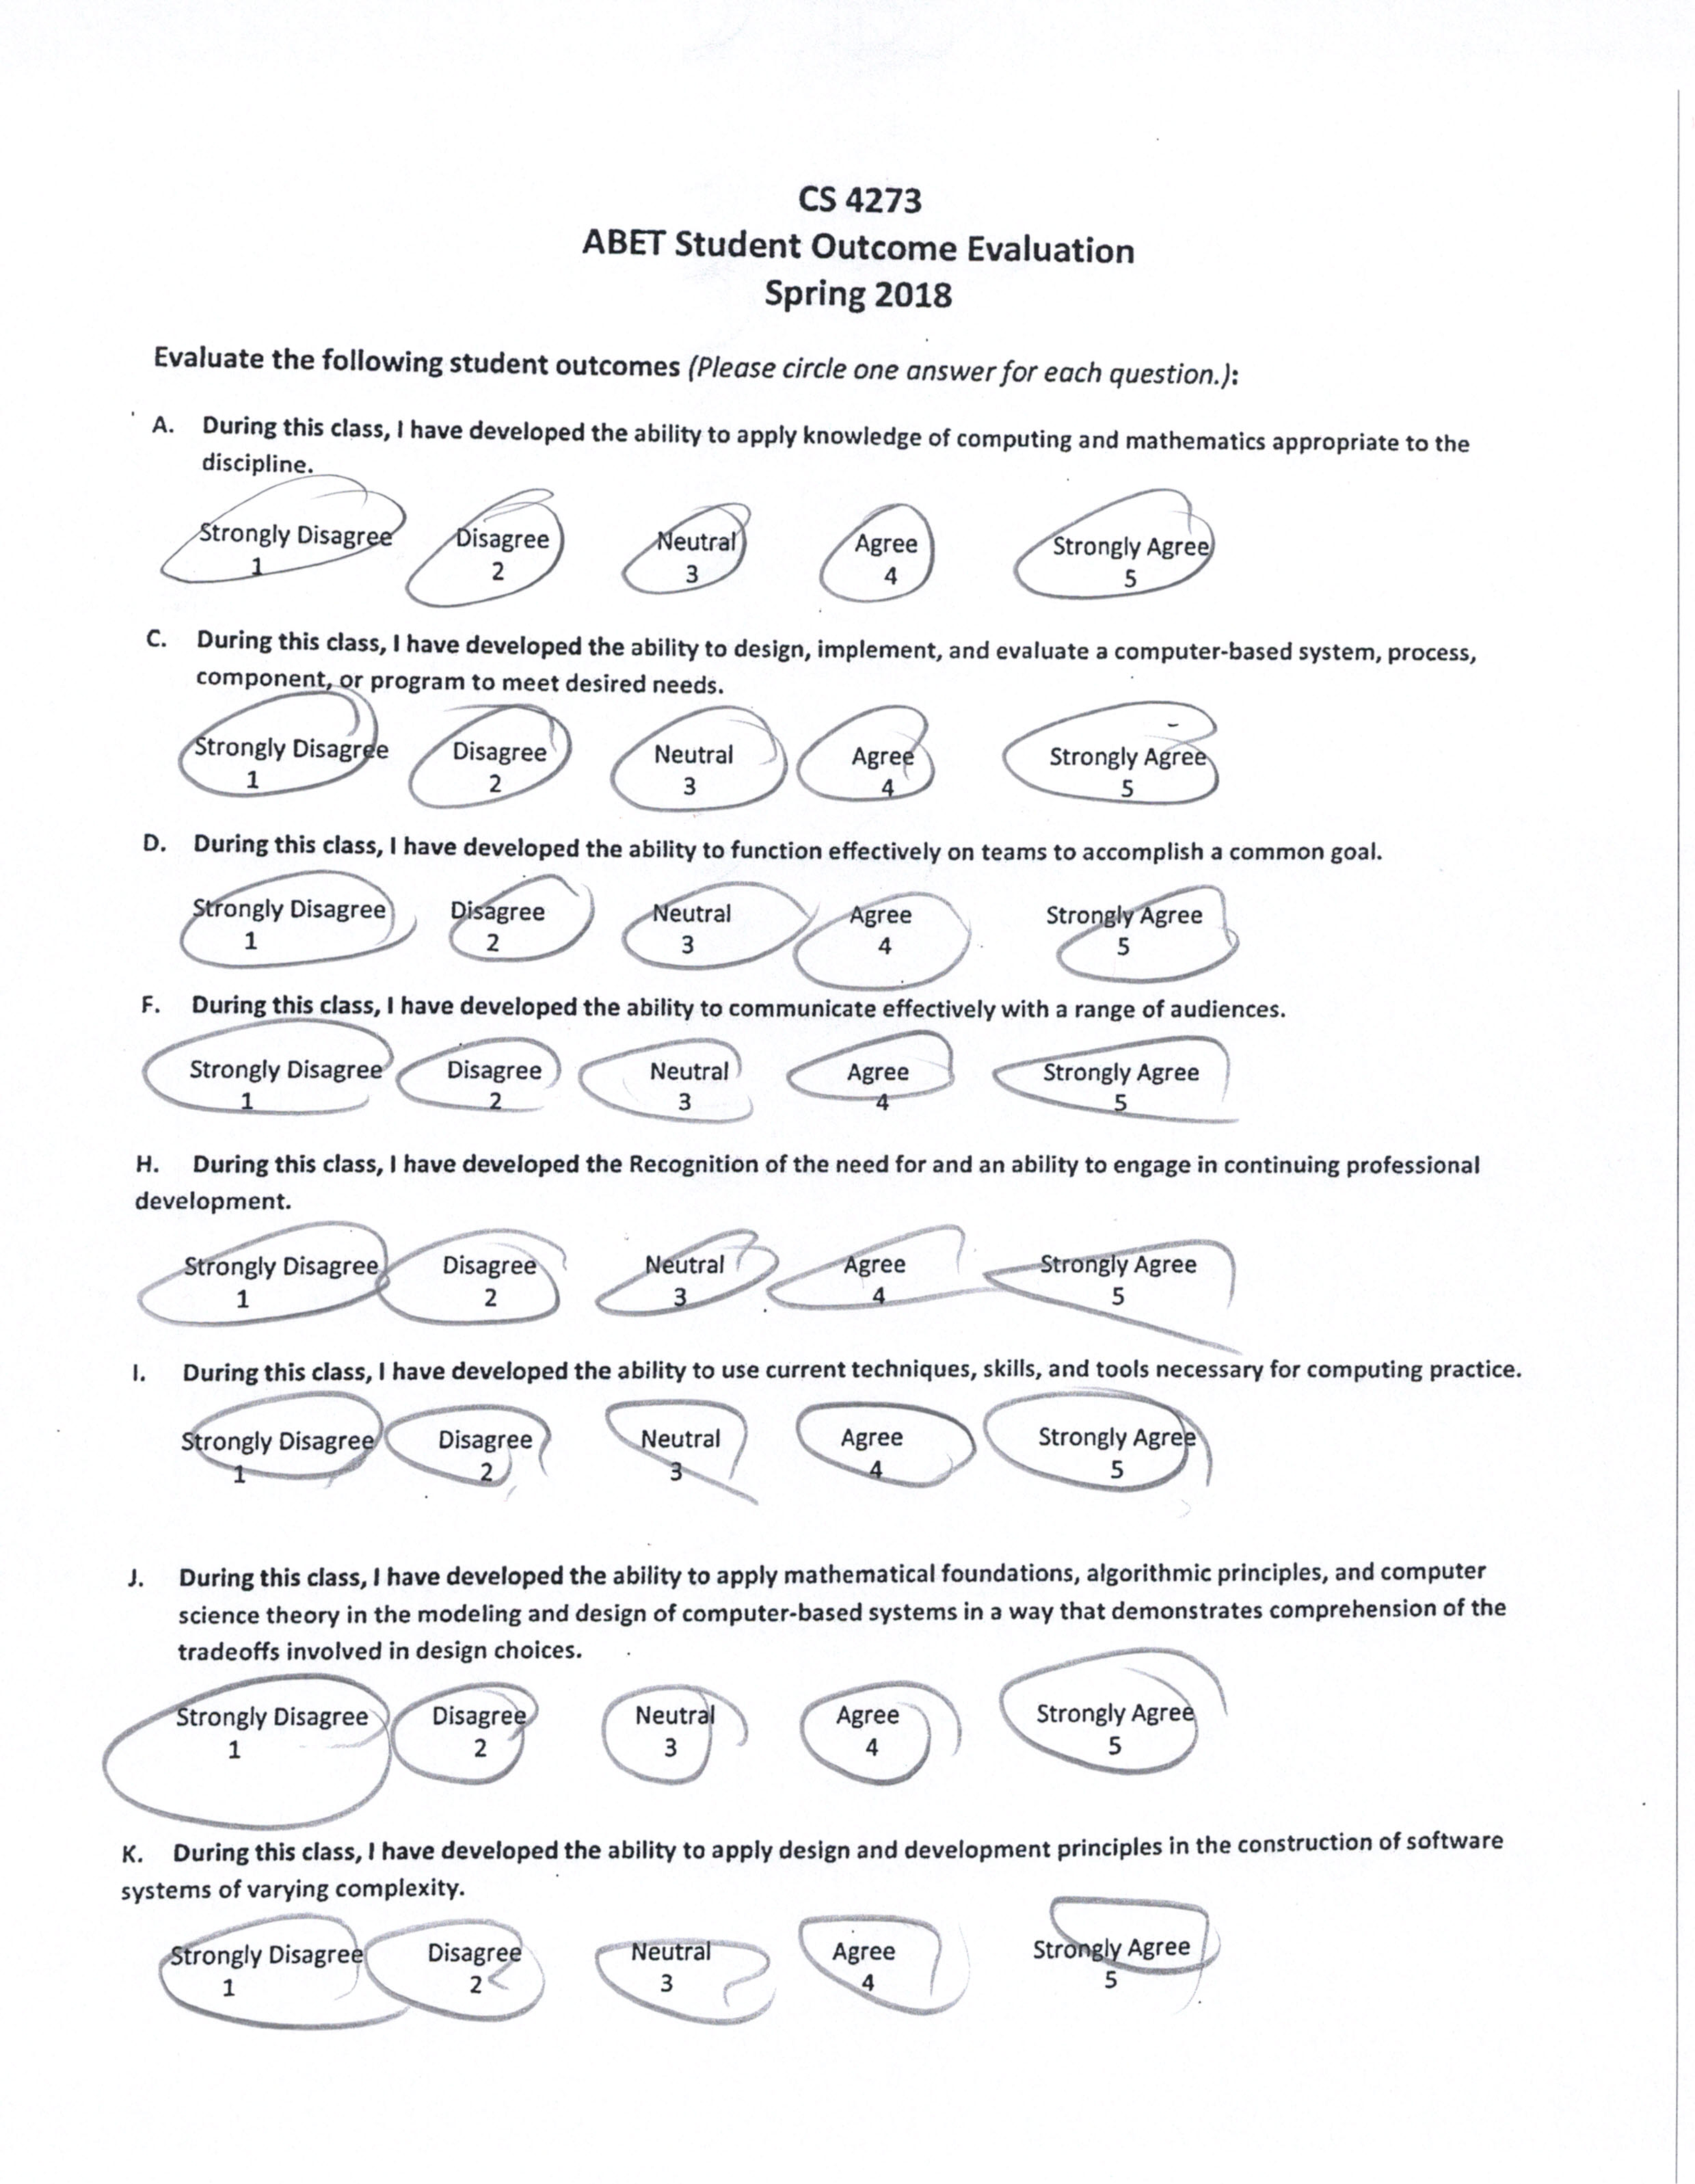 CS 4273
ABET Student Outcome Evaluation
Spring 2018
Evaluate the following student outcomes (Please circle one answer for each question.):
A. During this class, I have developed the ability to apply knowledge of computing and mathematics appropriate to the
discipline.
Strongly Disagree Disagree Neutral Agree Strongly Agree
1 2 3 4 5
C. During this class, I have developed the ability to design, implement, and evaluate a computer-based system, process,
component, or program to meet desired needs.
Strongly Disagree Disagree Neutral Agree Strongly Agree
1 2 3 4 5
D. During this class, I have developed the ability to function effectively on teams to accomplish a common goal.
Strongly Disagree Disagree Neutral Agree Strongly Agree
1 2 3 4 5
F. During this class, I have developed the ability to communicate effectively with a range of audiences.
Strongly Disagree Disagree Neutral Agree Strongly Agree
1 2 3 4 5
H. During this class, I have developed the Recognition of the need for and an ability to engage in continuing professional
development.
Strongly Disagree Disagree Neutral Agree Strongly Agree
1 2 3 4 5
I. During this class, I have developed the ability to use current techniques, skills, and tools necessary for computing practice.
Strongly Disagree Disagree Neutral Agree Strongly Agree
1 2 3 4 5
J. During this class, I have developed the ability to apply mathematical foundations, algorithmic principles, and computer
science theory in the modeling and design of computer-based systems in a way that demonstrates comprehension of the
tradeoffs involved in design choices.
Strongly Disagree Disagree Neutral Agree Strongly Agree
1 2 3 4 5
K. During this class, I have developed the ability to apply design and development principles in the construction of software
systems of varying complexity.
Strongly Disagree Disagree Neutral Agree Strongly Agree
1 2 3 4 5